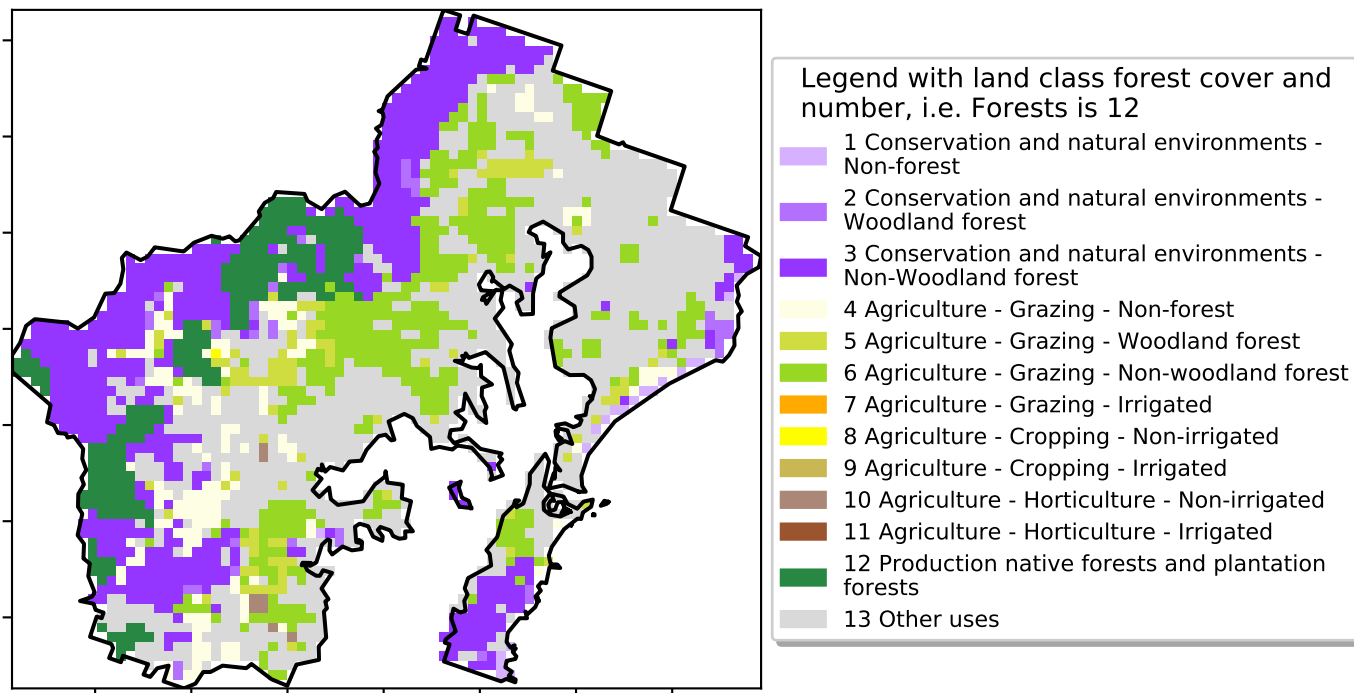 Legend with land class forest cover and
number, i.e. Forests is 12
1 Conservation and natural environments -
Non-forest
2 Conservation and natural environments -
Woodland forest
3 Conservation and natural environments -
Non-Woodland forest
4 Agriculture - Grazing - Non-forest
5 Agriculture - Grazing - Woodland forest
6 Agriculture - Grazing - Non-woodland forest
7 Agriculture - Grazing - Irrigated
8 Agriculture - Cropping - Non-irrigated
9 Agriculture - Cropping - Irrigated
10 Agriculture - Horticulture - Non-irrigated
11 Agriculture - Horticulture - Irrigated
12 Production native forests and plantation
forests
13 Other uses